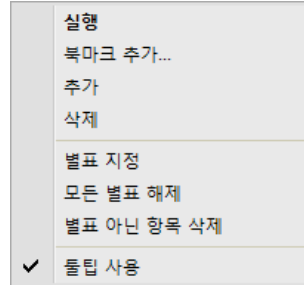 실행
북마크 추가...
추가
삭제
별표 지정
모든 별표 해제
별표 아닌 항목 삭제
툴팁 사용